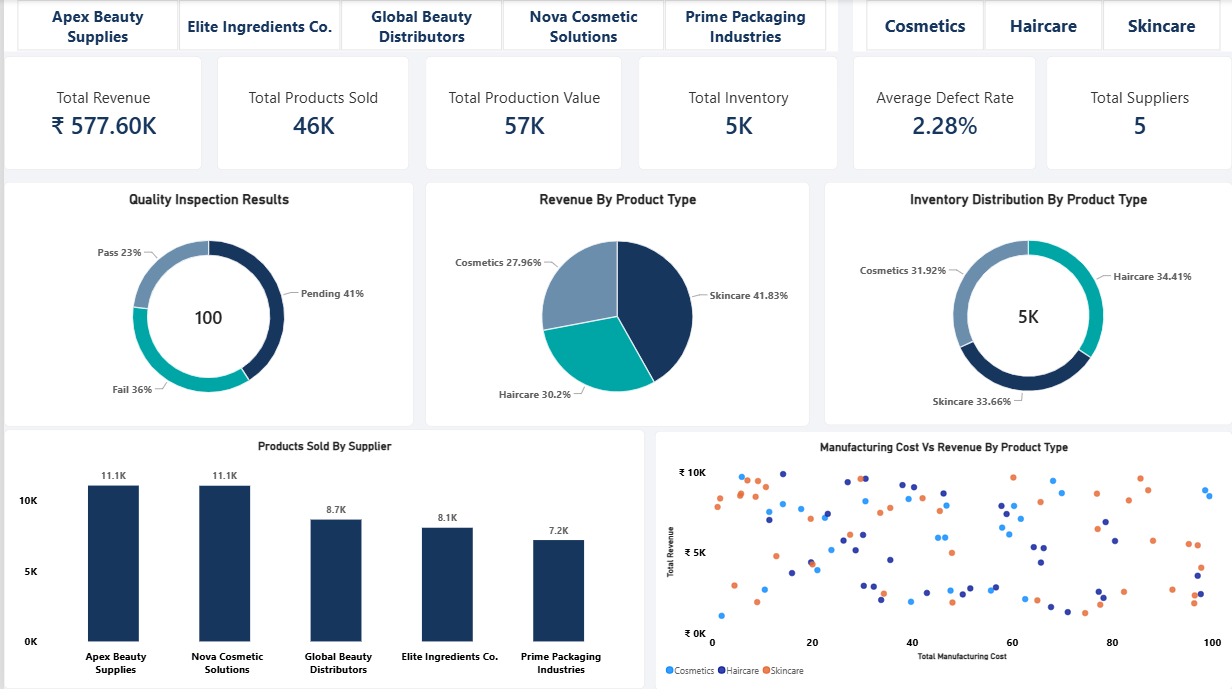 Apex Beauty
Supplies
Elite Ingredients Co.
Global Beauty
Distributors
Nova Cosmetic
Solutions
Prime Packaging
Industries
Cosmetics
Haircare
Skincare
Total Revenue
₹ 577.60K
Total Products Sold
46K
Total Production Value
57K
Total Inventory
5K
Average Defect Rate
2.28%
Total Suppliers
5
Quality Inspection Results
Pass 23%
Pending 41%
100
Fail 36%
Revenue By Product Type
Cosmetics 27.96%
Skincare 41.83%
Haircare 30.2%
Inventory Distribution By Product Type
Cosmetics 31.92%
Haircare 34.41%
5K
Skincare 33.66%
Products Sold By Supplier
10K
5K
0K
11.1K
11.1K
8.7K
8.1K
7.2K
Apex Beauty
Supplies
Nova Cosmetic
Solutions
Global Beauty
Distributors
Elite Ingredients Co.
Prime Packaging
Industries
Manufacturing Cost Vs Revenue By Product Type
Total Revenue
₹ 10K
₹ 5K
₹ 0K
0 20 40 60 80 100
Total Manufacturing Cost
Cosmetics Haircare Skincare